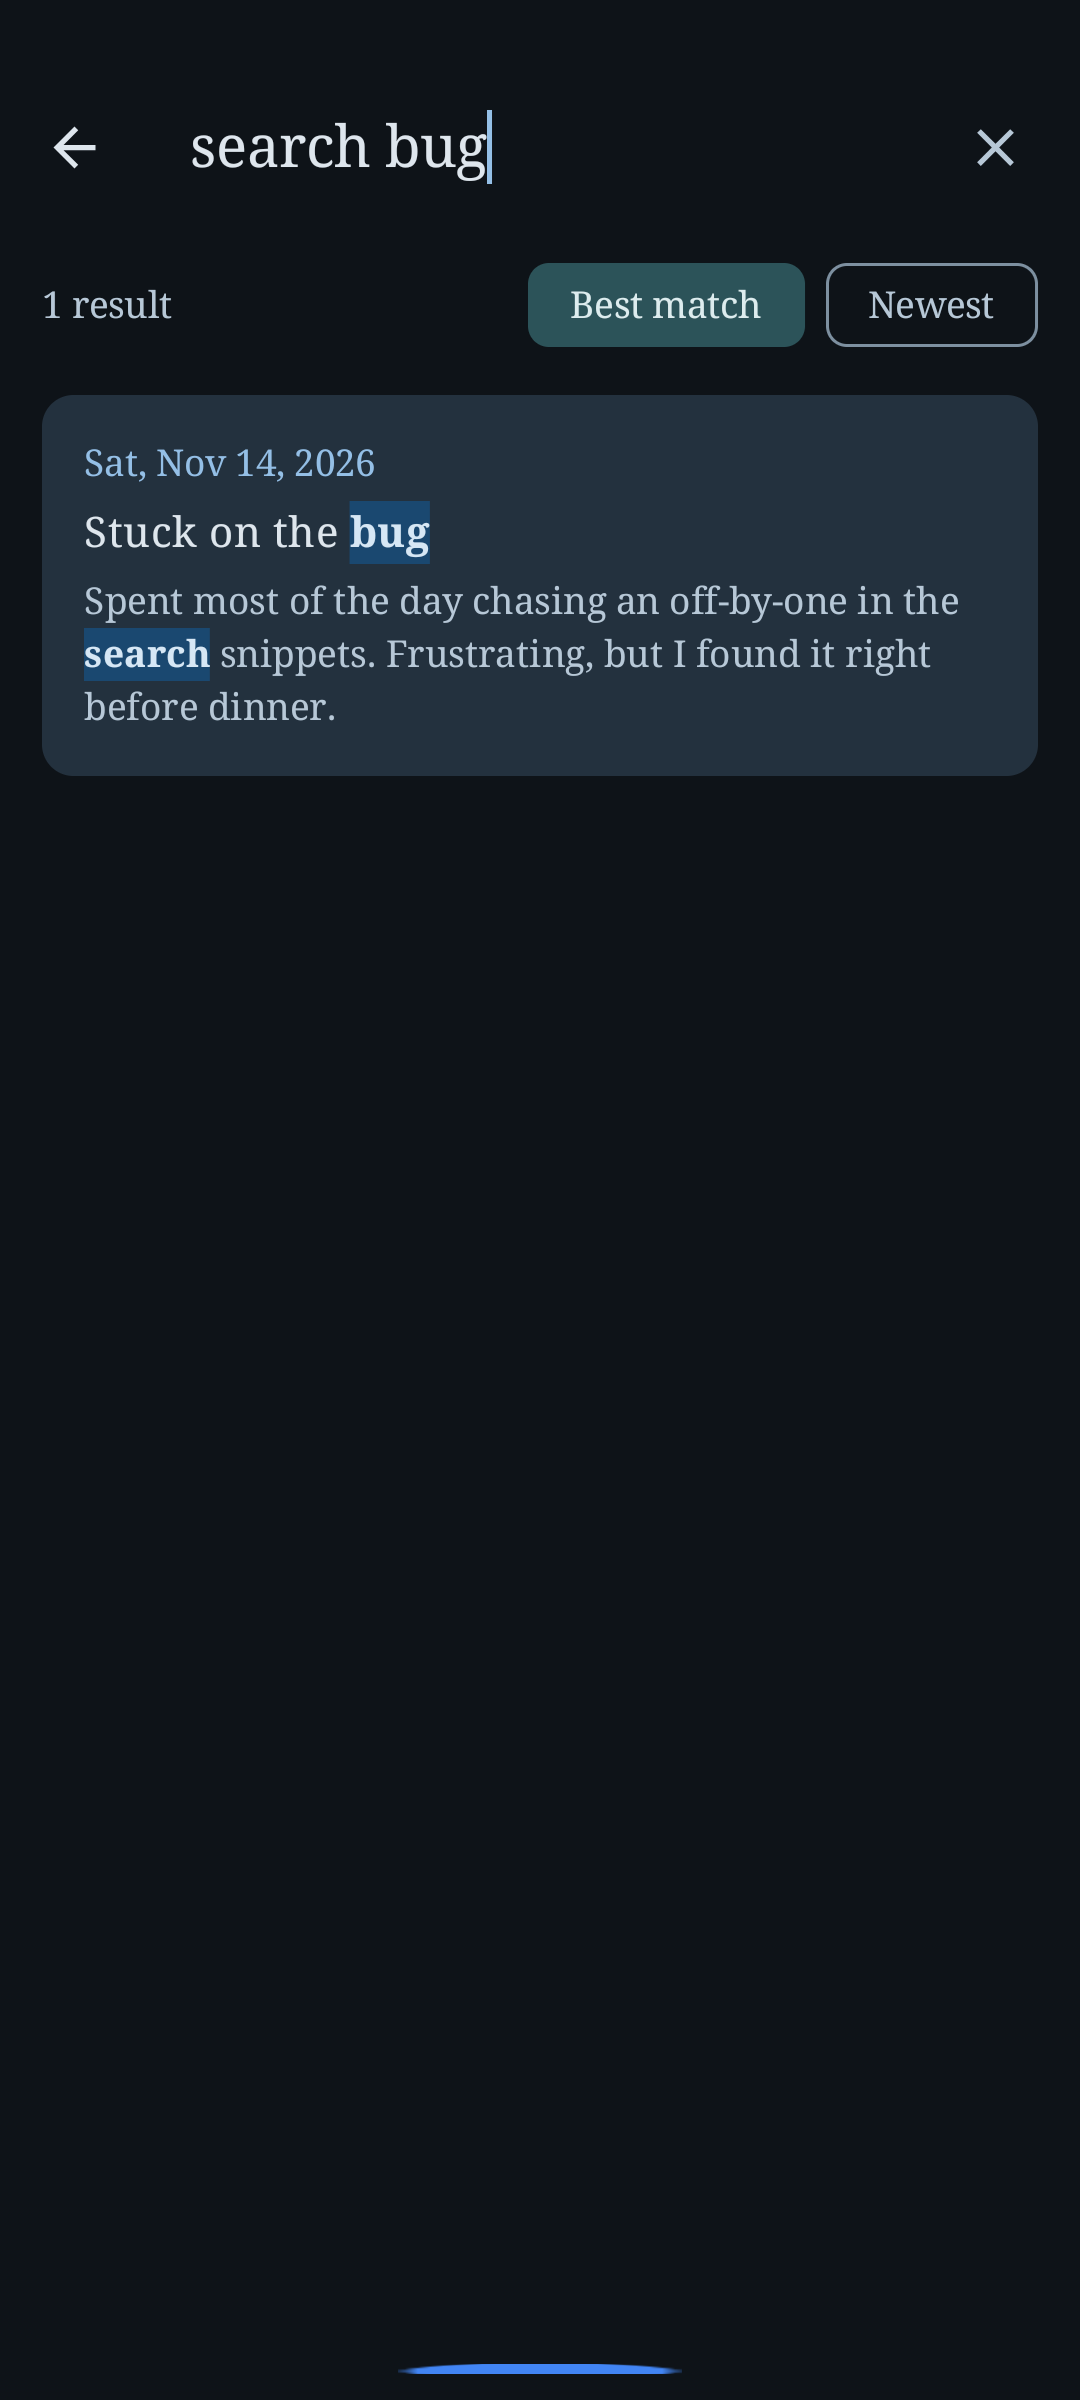 search bug
1 result
Best match
Newest
Sat, Nov 14, 2026
Stuck on the bug
Spent most of the day chasing an off-by-one in the
search snippets. Frustrating, but I found it right
before dinner.